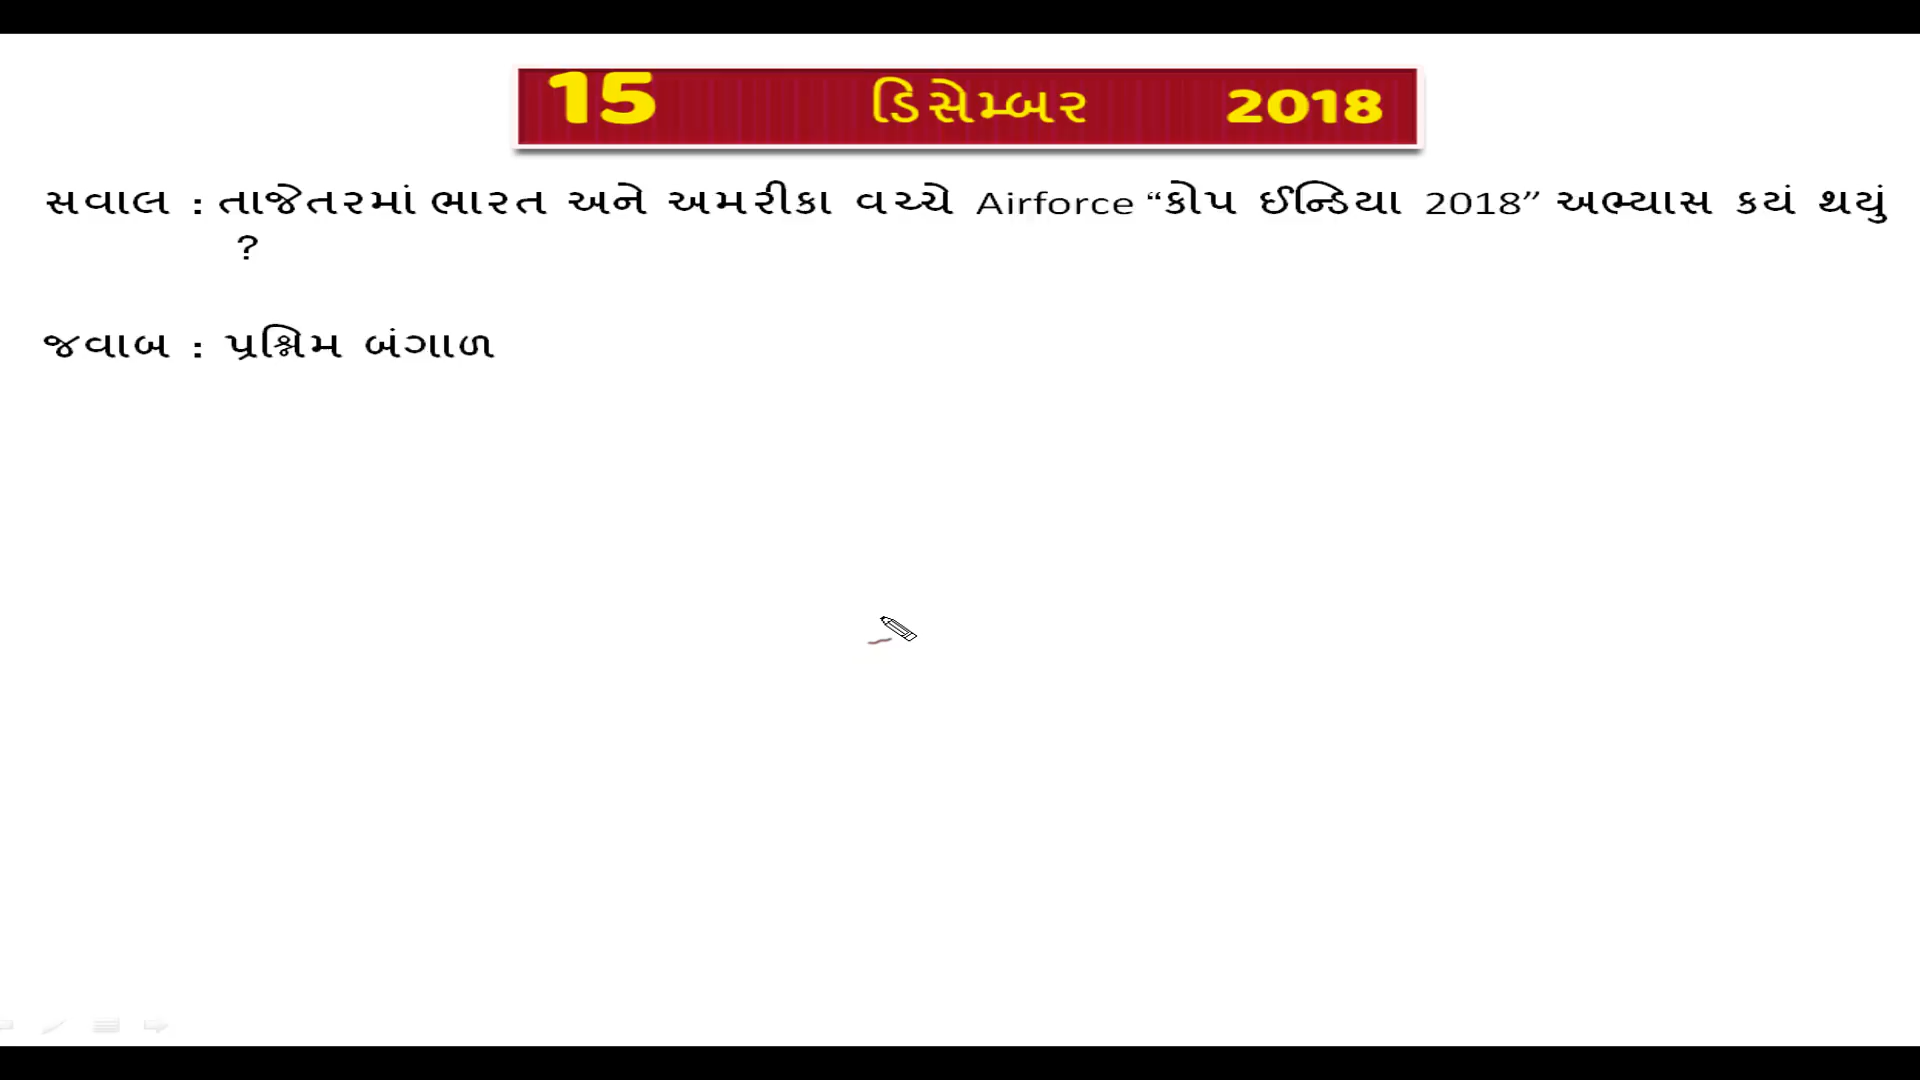 15 ડિસેમ્બર 2018
સવાલ : તાજેતરમાં ભારત અને અમરીકા વચ્ચે Airforce “કોપ ઈન્ડિયા 2018” અભ્યાસ કયં થયું
?
જવાબ : પ્રશ્ચિમ બંગાળ